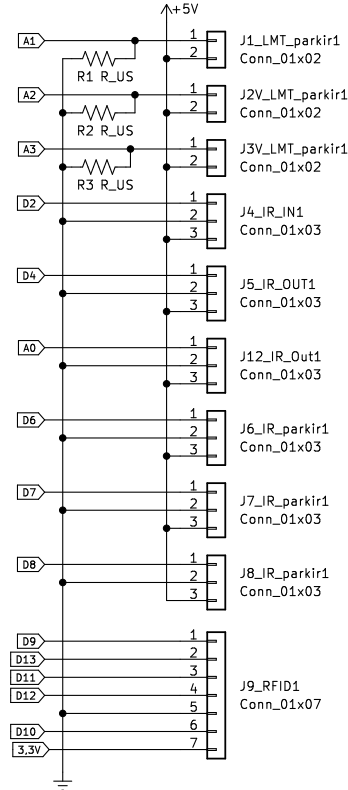 +5V
A1 1 J1_LMT_parkir1
2 Conn_01x02
R1 R_US
A2 1 J2V_LMT_parkir1
2 Conn_01x02
R2 R_US
A3 1 J3V_LMT_parkir1
2 Conn_01x02
R3 R_US
D2 1
2 J4_IR_IN1
3 Conn_01x03
D4 1
2 J5_IR_OUT1
3 Conn_01x03
A0 1
2 J12_IR_Out1
3 Conn_01x03
D6 1
2 J6_IR_parkir1
3 Conn_01x03
D7 1
2 J7_IR_parkir1
3 Conn_01x03
D8 1
2 J8_IR_parkir1
3 Conn_01x03
D9 1
D13 2
D11 3
D12 4 J9_RFID1
5 Conn_01x07
D10 6
3,3V 7